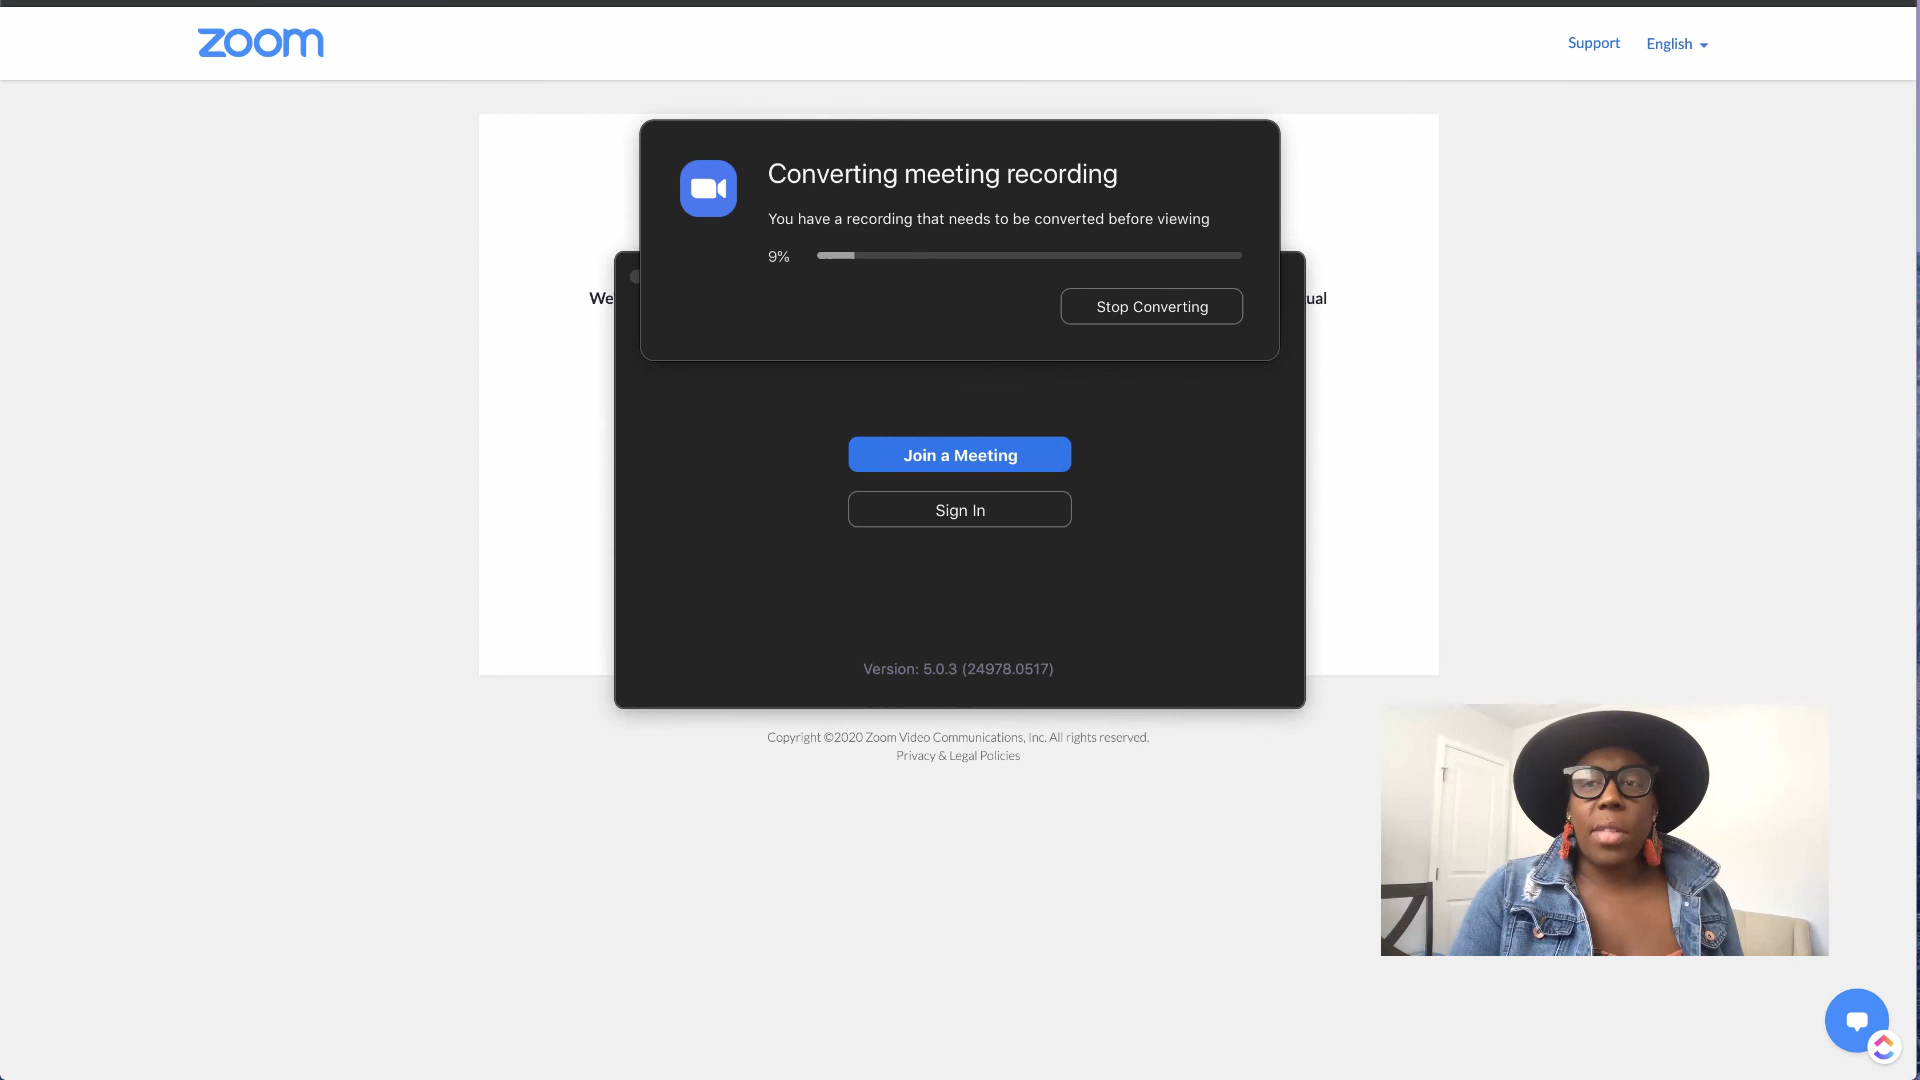 zoom
Support
English
Converting meeting recording
You have a recording that needs to be converted before viewing
9%
We
ual
Stop Converting
Join a Meeting
Sign In
Version: 5.0.3 (24978.0517)
Copyright ©2020 Zoom Video Communications, Inc. All rights reserved.
Privacy & Legal Policies